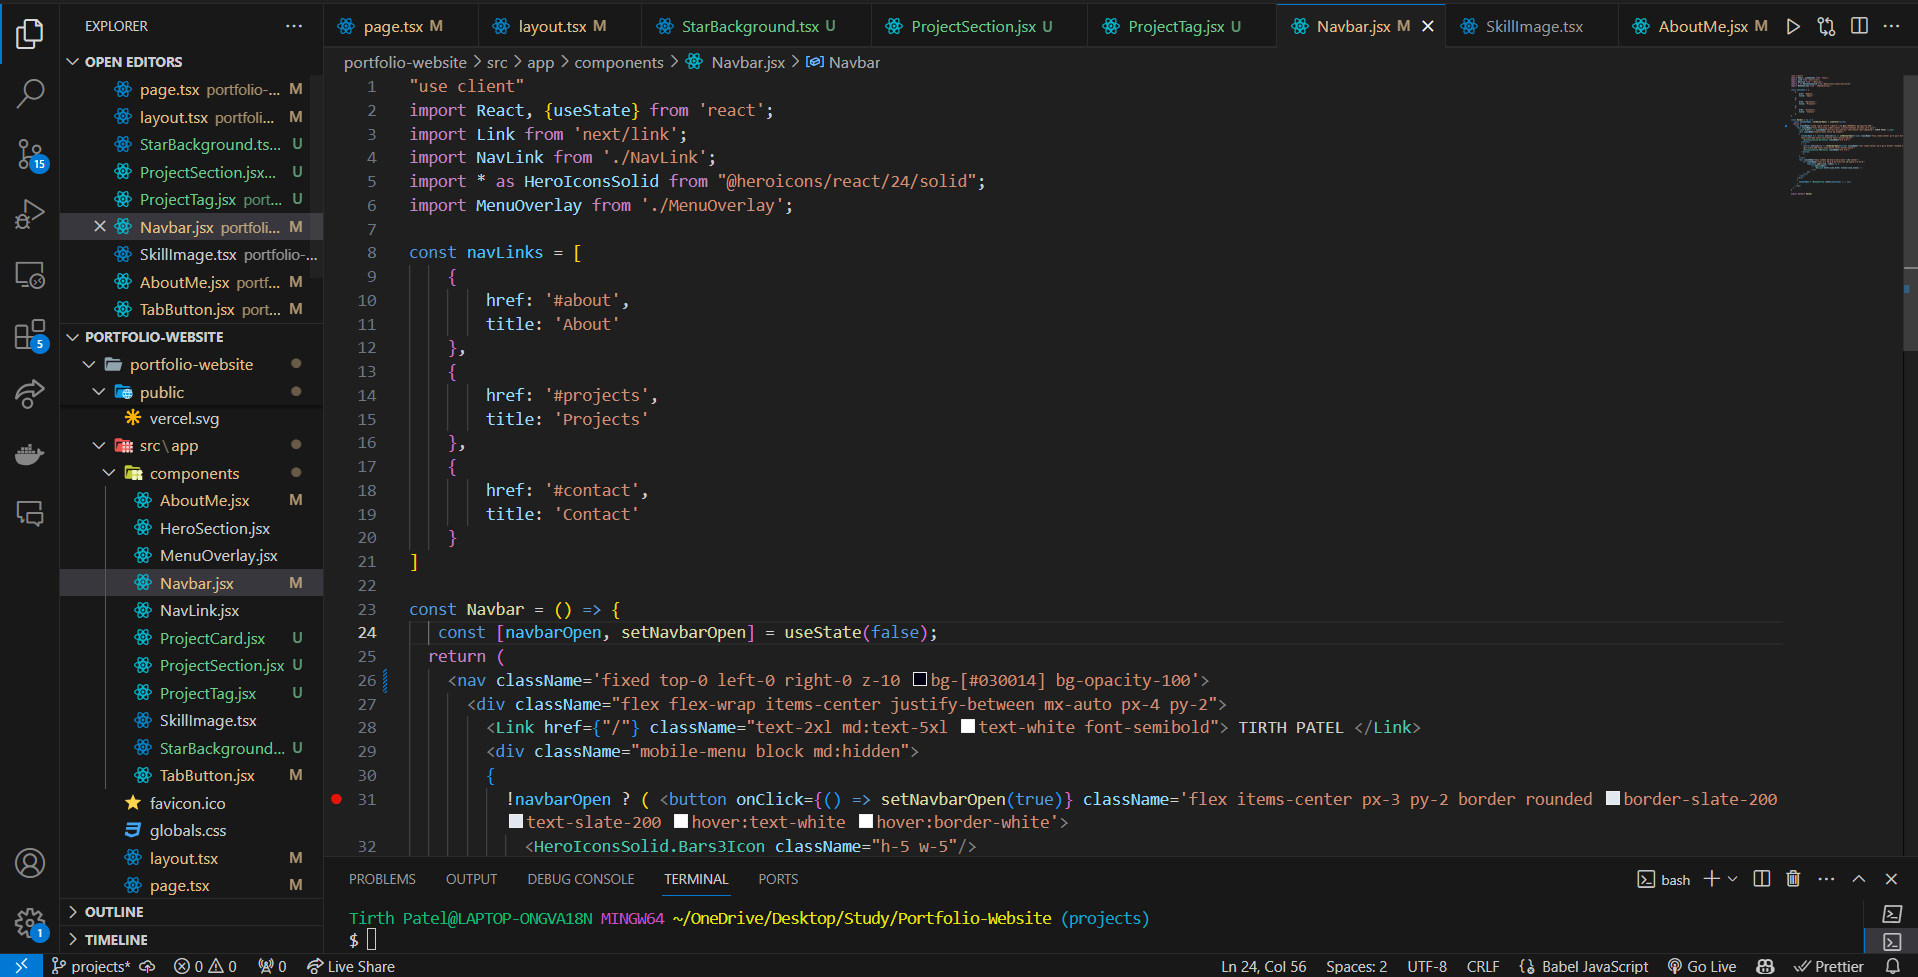 EXPLORER ···
OPEN EDITORS
page.tsx portfolio-... M
layout.tsx portfoli... M
StarBackground.ts... U
ProjectSection.jsx... U
ProjectTag.jsx port... U
Navbar.jsx portfoli... M
SkillImage.tsx portfolio-...
AboutMe.jsx portf... M
TabButton.jsx port... M
PORTFOLIO-WEBSITE
portfolio-website
public
vercel.svg
src\app
components
AboutMe.jsx M
HeroSection.jsx
MenuOverlay.jsx
Navbar.jsx M
NavLink.jsx
ProjectCard.jsx U
ProjectSection.jsx U
ProjectTag.jsx U
SkillImage.tsx
StarBackground... U
TabButton.jsx M
favicon.ico
globals.css
layout.tsx M
page.tsx M
OUTLINE
TIMELINE
15
5
1
page.tsx M layout.tsx M StarBackground.tsx U ProjectSection.jsx U ProjectTag.jsx U Navbar.jsx M SkillImage.tsx AboutMe.jsx M
portfolio-website > src > app > components > Navbar.jsx > Navbar
1 "use client"
2 import React, {useState} from 'react';
3 import Link from 'next/link';
4 import NavLink from './NavLink';
5 import * as HeroIconsSolid from "@heroicons/react/24/solid";
6 import MenuOverlay from './MenuOverlay';
7
8 const navLinks = [
9 {
10 href: '#about',
11 title: 'About'
12 },
13 {
14 href: '#projects',
15 title: 'Projects'
16 },
17 {
18 href: '#contact',
19 title: 'Contact'
20 }
21 ]
22
23 const Navbar = () => {
24 const [navbarOpen, setNavbarOpen] = useState(false);
25 return (
26 <nav className='fixed top-0 left-0 right-0 z-10 bg-[#030014] bg-opacity-100'>
27 <div className="flex flex-wrap items-center justify-between mx-auto px-4 py-2">
28 <Link href={"/"} className="text-2xl md:text-5xl text-white font-semibold"> TIRTH PATEL </Link>
29 <div className="mobile-menu block md:hidden">
30 {
31 !navbarOpen ? ( <button onClick={() => setNavbarOpen(true)} className='flex items-center px-3 py-2 border rounded border-slate-200
text-slate-200 hover:text-white hover:border-white'>
32 <HeroIconsSolid.Bars3Icon className="h-5 w-5"/>
PROBLEMS OUTPUT DEBUG CONSOLE TERMINAL PORTS bash
Tirth Patel@LAPTOP-ONGVA18N MINGW64 ~/OneDrive/Desktop/Study/Portfolio-Website (projects)
$
projects* 0 0 0 Live Share Ln 24, Col 56 Spaces: 2 UTF-8 CRLF Babel JavaScript Go Live Prettier